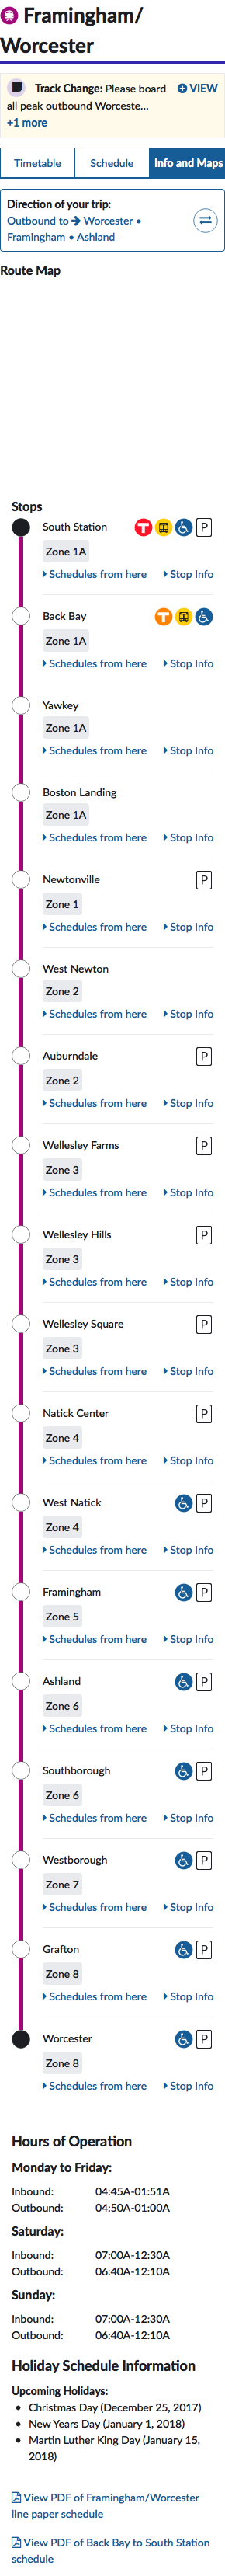 Framingham/
Worcester
Track Change: Please board VIEW
all peak outbound Worceste...
+1 more
Timetable Schedule Info and Maps
Direction of your trip:
Outbound to Worcester •
Framingham • Ashland
Route Map
Stops
South Station T P
Zone 1A
Schedules from here Stop Info
Back Bay T
Zone 1A
Schedules from here Stop Info
Yawkey
Zone 1A
Schedules from here Stop Info
Boston Landing
Zone 1A
Schedules from here Stop Info
Newtonville P
Zone 1
Schedules from here Stop Info
West Newton
Zone 2
Schedules from here Stop Info
Auburndale P
Zone 2
Schedules from here Stop Info
Wellesley Farms P
Zone 3
Schedules from here Stop Info
Wellesley Hills P
Zone 3
Schedules from here Stop Info
Wellesley Square P
Zone 3
Schedules from here Stop Info
Natick Center P
Zone 4
Schedules from here Stop Info
West Natick P
Zone 4
Schedules from here Stop Info
Framingham P
Zone 5
Schedules from here Stop Info
Ashland P
Zone 6
Schedules from here Stop Info
Southborough P
Zone 6
Schedules from here Stop Info
Westborough P
Zone 7
Schedules from here Stop Info
Grafton P
Zone 8
Schedules from here Stop Info
Worcester P
Zone 8
Schedules from here Stop Info
Hours of Operation
Monday to Friday:
Inbound: 04:45A-01:51A
Outbound: 04:50A-01:00A
Saturday:
Inbound: 07:00A-12:30A
Outbound: 06:40A-12:10A
Sunday:
Inbound: 07:00A-12:30A
Outbound: 06:40A-12:10A
Holiday Schedule Information
Upcoming Holidays:
• Christmas Day (December 25, 2017)
• New Years Day (January 1, 2018)
• Martin Luther King Day (January 15,
2018)
View PDF of Framingham/Worcester
line paper schedule
View PDF of Back Bay to South Station
schedule